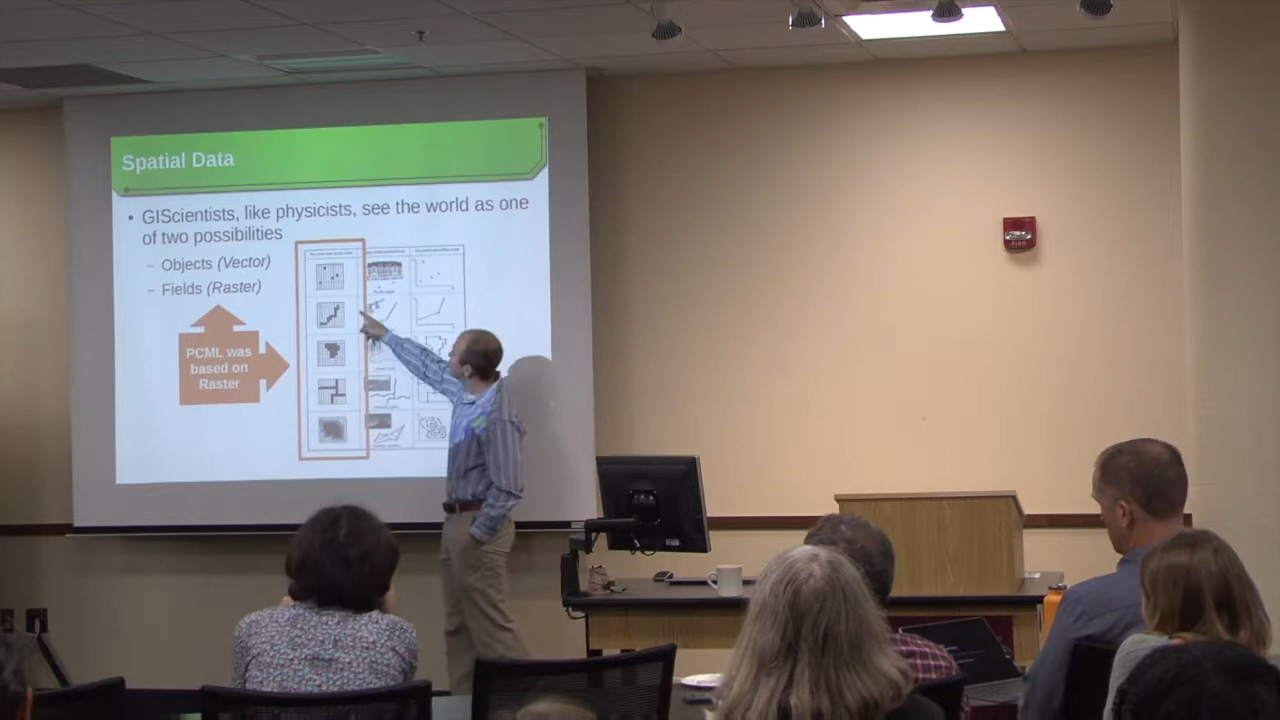 Spatial Data
• GIScientists, like physicists, see the world as one
of two possibilities
– Objects (Vector)
– Fields (Raster)
PCML was
based on
Raster
FIRE